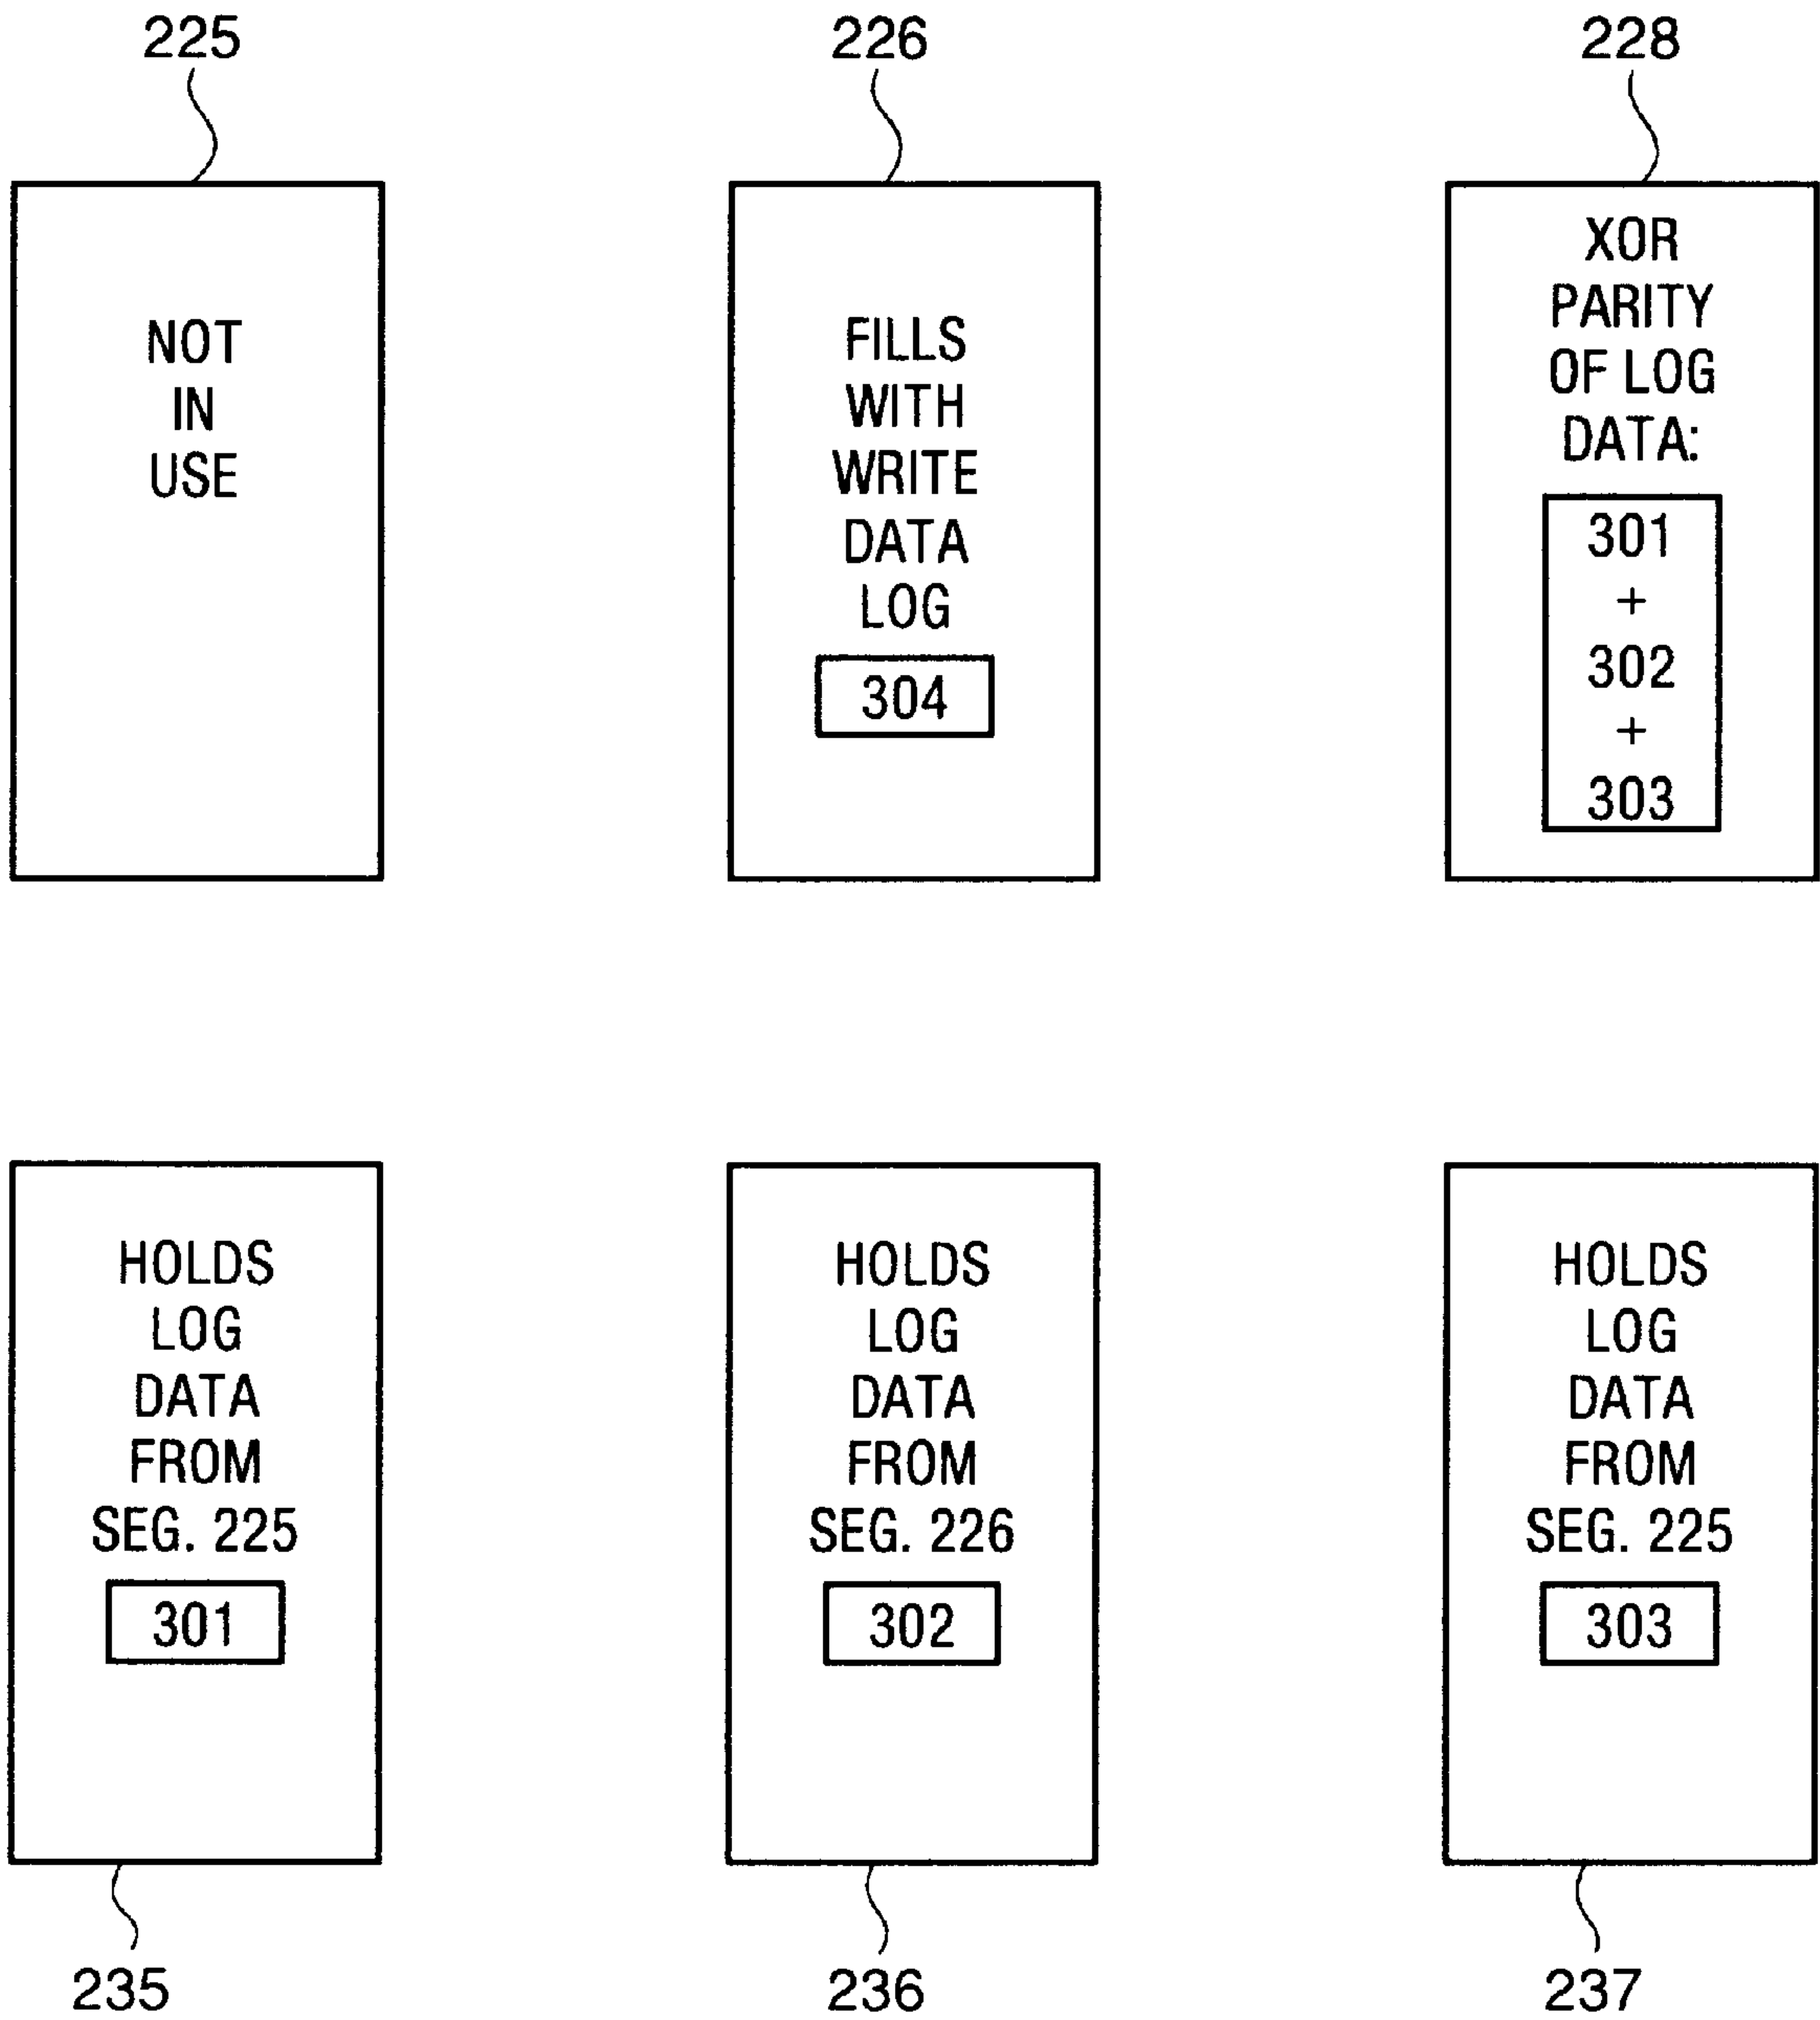 225
226
228
NOT
IN
USE
FILLS
WITH
WRITE
DATA
LOG
304
XOR
PARITY
OF LOG
DATA:
301
+
302
+
303
HOLDS
LOG
DATA
FROM
SEG. 225
301
HOLDS
LOG
DATA
FROM
SEG. 226
302
HOLDS
LOG
DATA
FROM
SEG. 225
303
235
236
237